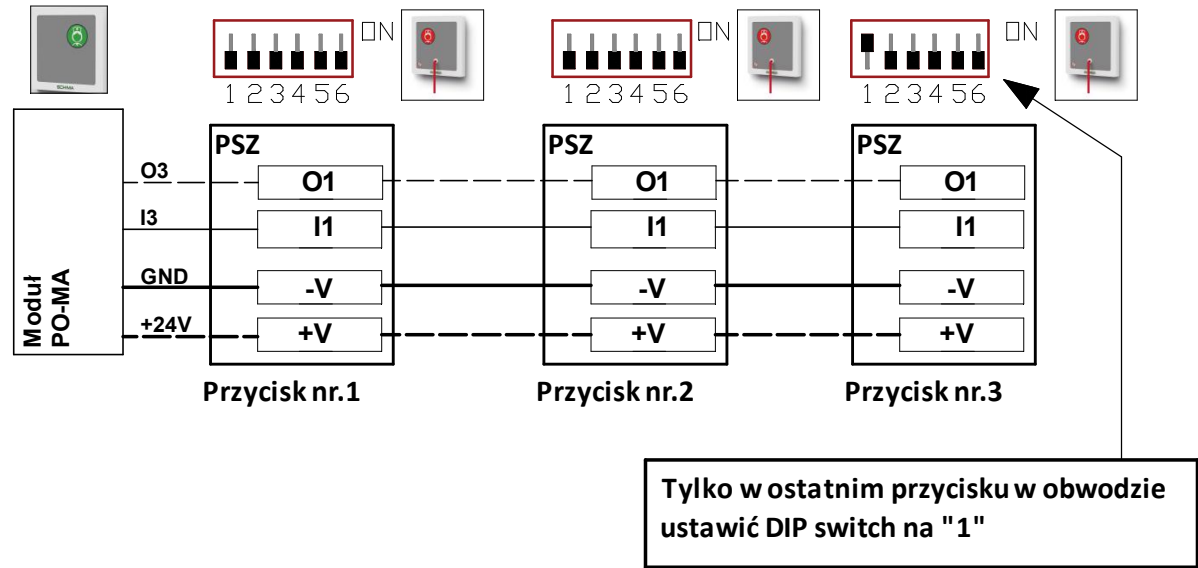 ON
1 2 3 4 5 6
ON
1 2 3 4 5 6
ON
1 2 3 4 5 6
Moduł
PO-MA
O3
I3
GND
+24V
PSZ
O1
I1
-V
+V
Przycisk nr.1
PSZ
O1
I1
-V
+V
Przycisk nr.2
PSZ
O1
I1
-V
+V
Przycisk nr.3
Tylko w ostatnim przycisku w obwodzie
ustawić DIP switch na "1"